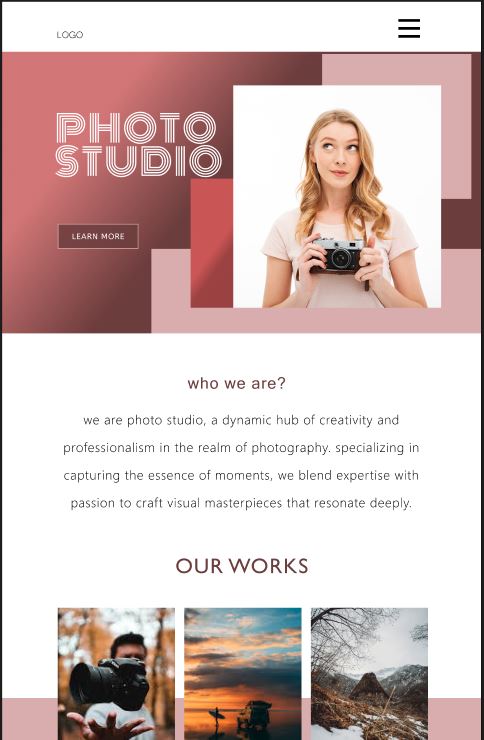 LOGO
PHOTO
STUDIO
LEARN MORE
who we are?
we are photo studio, a dynamic hub of creativity and
professionalism in the realm of photography. specializing in
capturing the essence of moments, we blend expertise with
passion to craft visual masterpieces that resonate deeply.
OUR WORKS